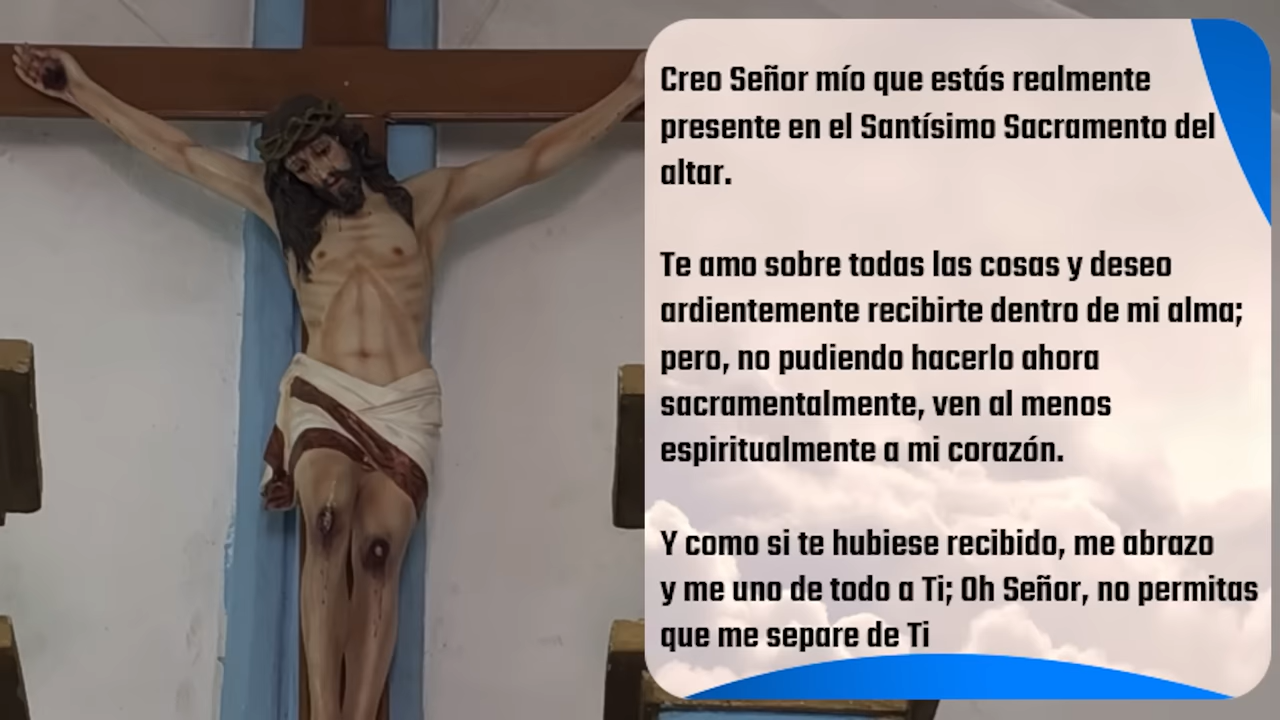 Creo Señor mío que estás realmente
presente en el Santísimo Sacramento del
altar.
Te amo sobre todas las cosas y deseo
ardientemente recibirte dentro de mi alma;
pero, no pudiendo hacerlo ahora
sacramentalmente, ven al menos
espiritualmente a mi corazón.
Y como si te hubiese recibido, me abrazo
y me uno de todo a Ti; Oh Señor, no permitas
que me separe de Ti